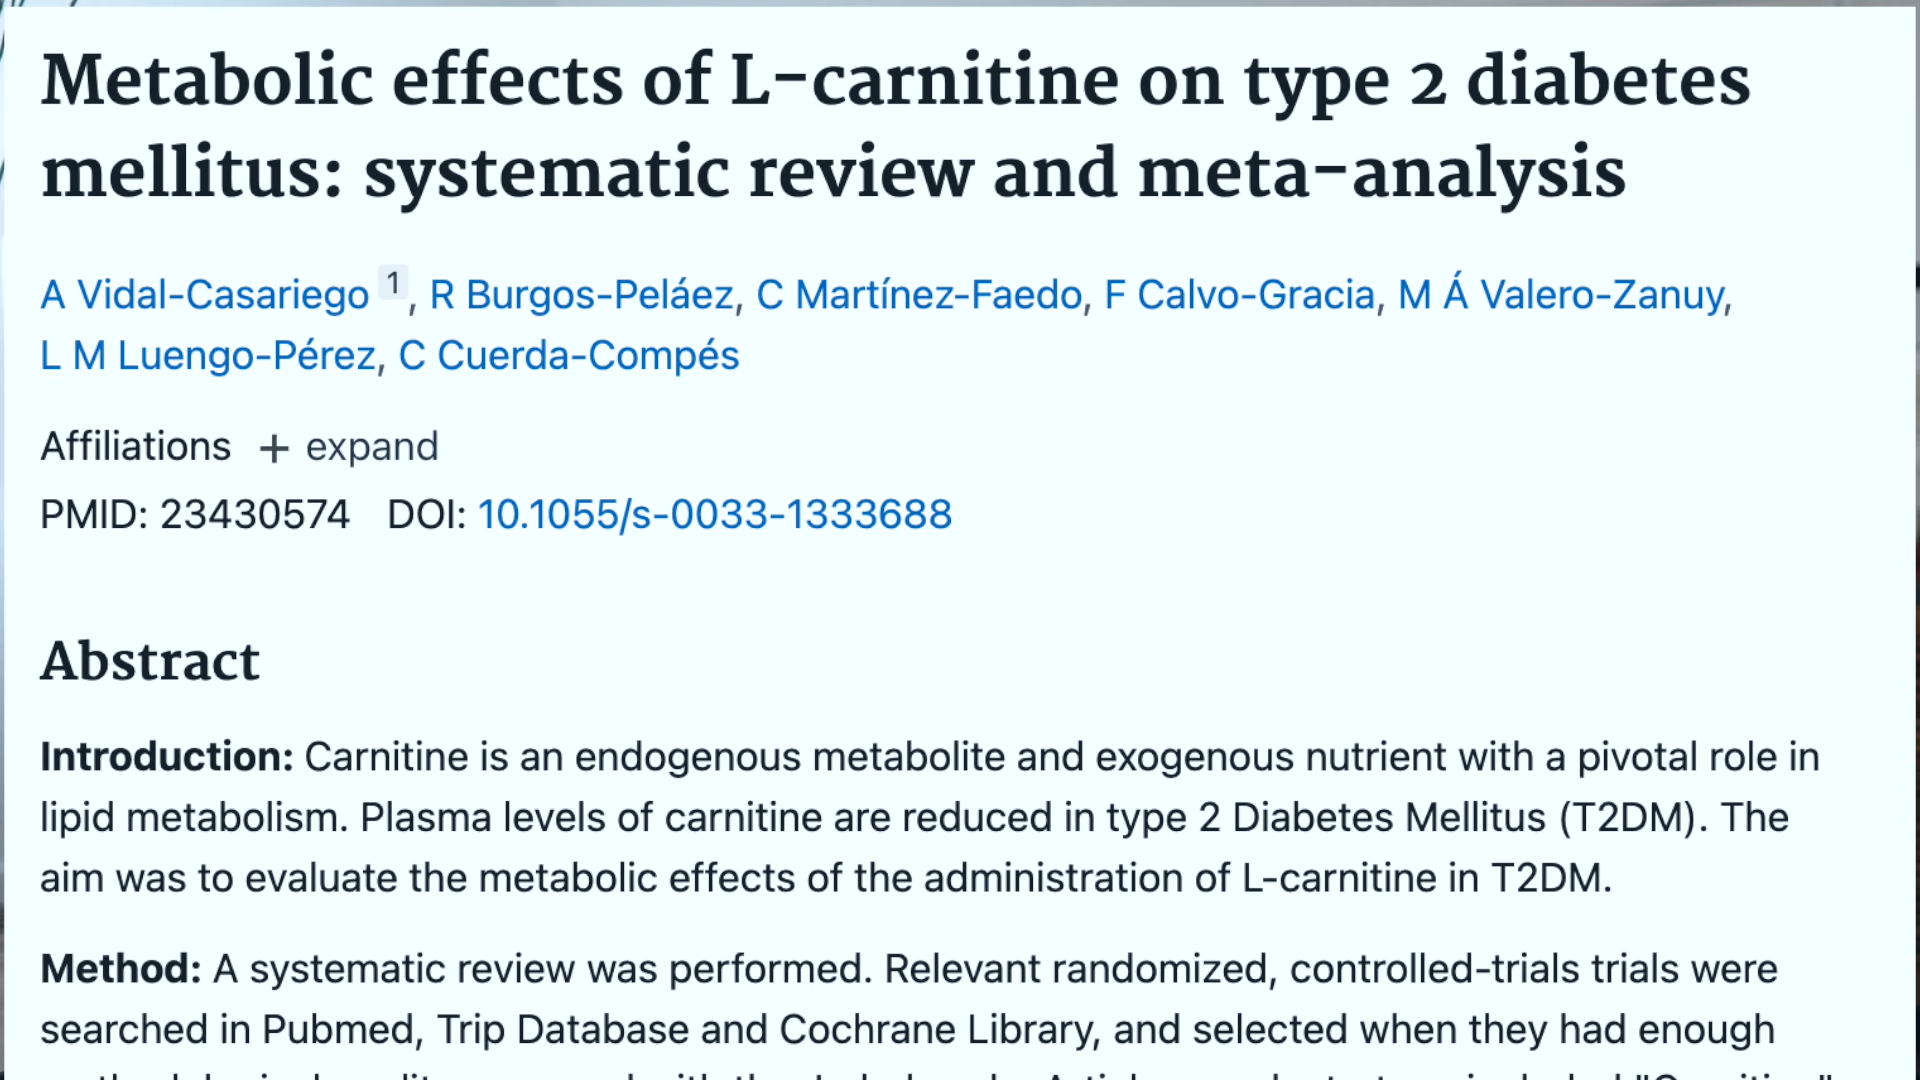 Metabolic effects of L-carnitine on type 2 diabetes
mellitus: systematic review and meta-analysis
A Vidal-Casariego 1, R Burgos-Peláez, C Martínez-Faedo, F Calvo-Gracia, M Á Valero-Zanuy,
L M Luengo-Pérez, C Cuerda-Compés
Affiliations + expand
PMID: 23430574 DOI: 10.1055/s-0033-1333688
Abstract
Introduction: Carnitine is an endogenous metabolite and exogenous nutrient with a pivotal role in
lipid metabolism. Plasma levels of carnitine are reduced in type 2 Diabetes Mellitus (T2DM). The
aim was to evaluate the metabolic effects of the administration of L-carnitine in T2DM.
Method: A systematic review was performed. Relevant randomized, controlled-trials trials were
searched in Pubmed, Trip Database and Cochrane Library, and selected when they had enough